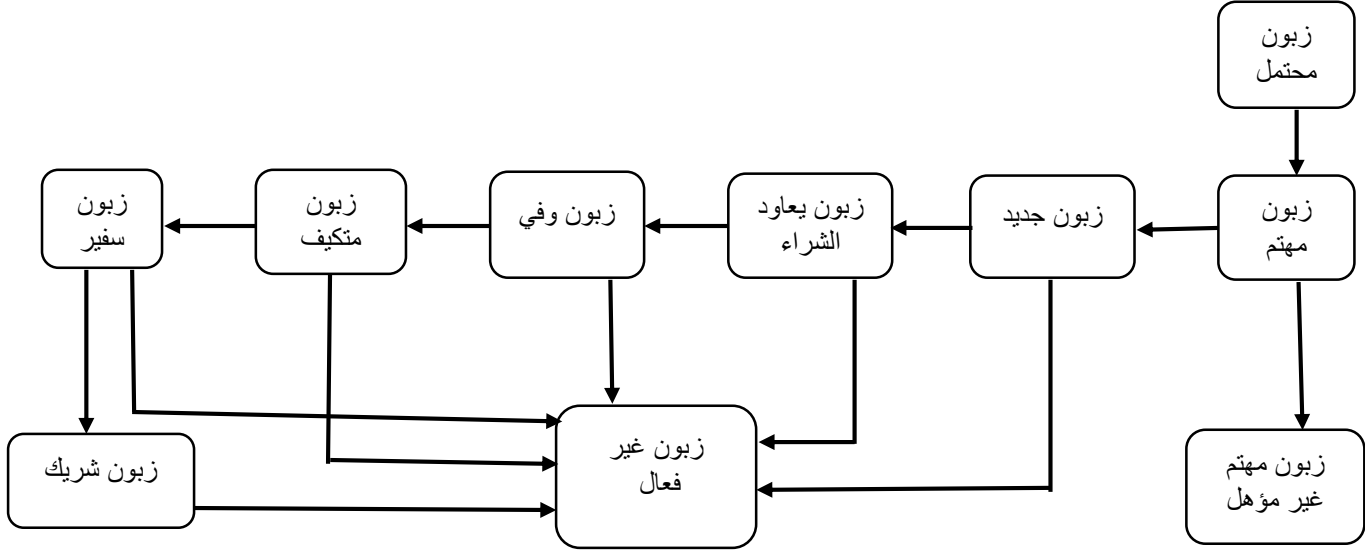 زبون
محتمل
زبون
مهتم
زبون جديد
زبون يعاود
الشراء
زبون وفي
زبون
متكيف
زبون
سفير
زبون مهتم
غير مؤهل
زبون غير
فعال
زبون شريك